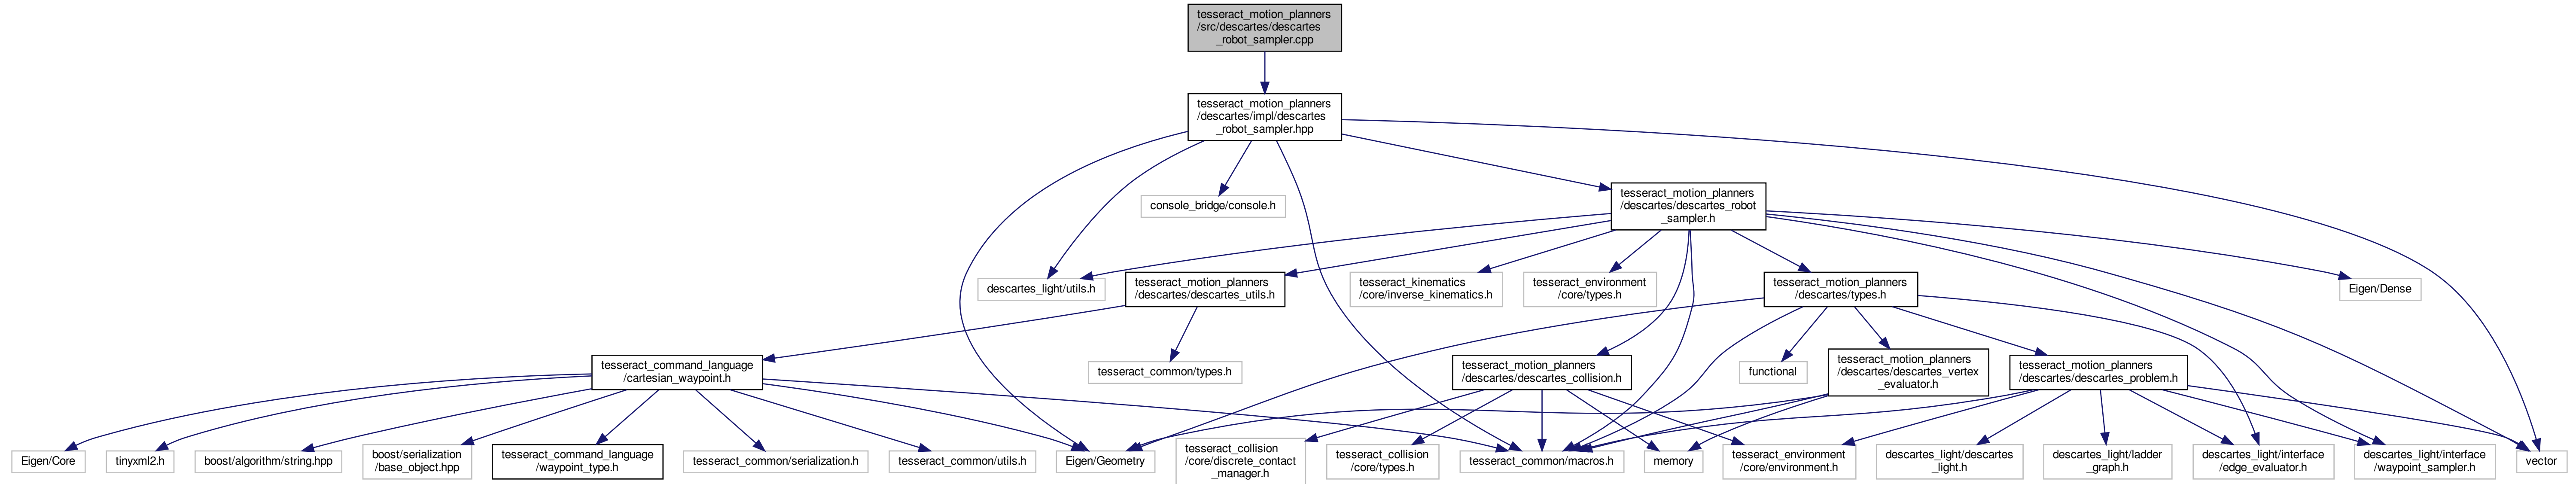 tesseract_motion_planners
/src/descartes/descartes
_robot_sampler.cpp
tesseract_motion_planners
/descartes/impl/descartes
_robot_sampler.hpp
console_bridge/console.h
tesseract_motion_planners
/descartes/descartes_robot
_sampler.h
descartes_light/utils.h
tesseract_motion_planners
/descartes/descartes_utils.h
tesseract_kinematics
/core/inverse_kinematics.h
tesseract_environment
/core/types.h
tesseract_motion_planners
/descartes/types.h
Eigen/Dense
tesseract_command_language
/cartesian_waypoint.h
tesseract_common/types.h
tesseract_motion_planners
/descartes/descartes_collision.h
functional
tesseract_motion_planners
/descartes/descartes_vertex
_evaluator.h
tesseract_motion_planners
/descartes/descartes_problem.h
Eigen/Core
tinyxml2.h
boost/algorithm/string.hpp
boost/serialization
/base_object.hpp
tesseract_command_language
/waypoint_type.h
tesseract_common/serialization.h
tesseract_common/utils.h
Eigen/Geometry
tesseract_collision
/core/discrete_contact
_manager.h
tesseract_collision
/core/types.h
tesseract_common/macros.h
memory
tesseract_environment
/core/environment.h
descartes_light/descartes
_light.h
descartes_light/ladder
_graph.h
descartes_light/interface
/edge_evaluator.h
descartes_light/interface
/waypoint_sampler.h
vector